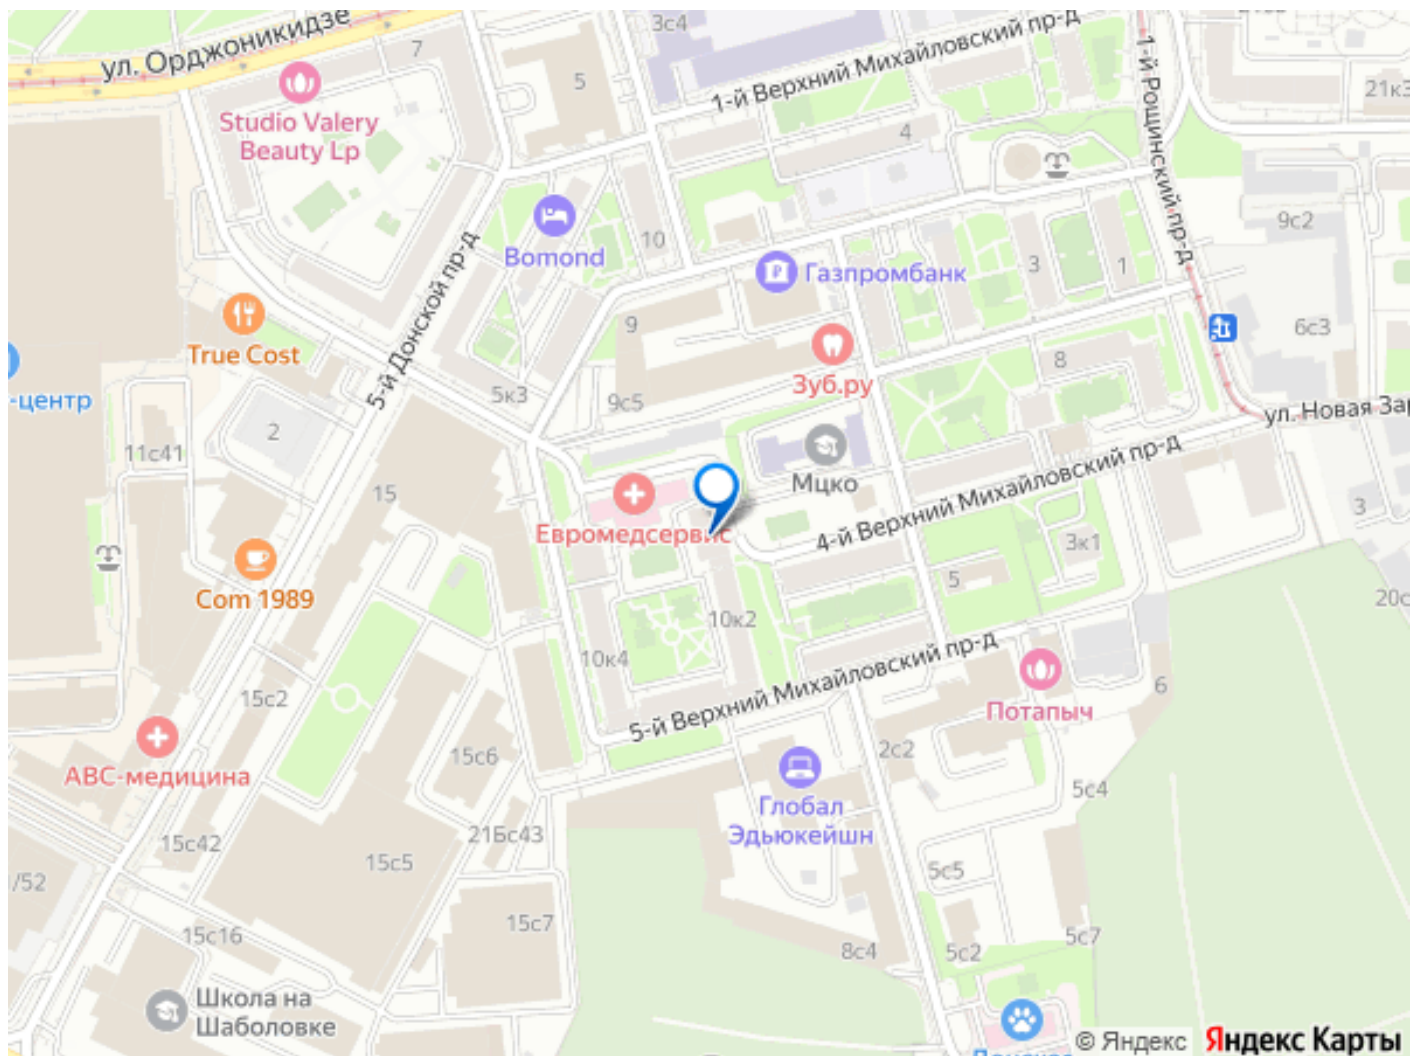 3с4
1-й Верхний Михайловский пр-д
ул. Орджоникидзе
7
5
1-й Рощинский пр-д
21к3
Studio Valery
Beauty Lp
4
9с2
Bomond
10
5-й Донской пр-д
3
1
Газпромбанк
True Cost
9
6с3
Зуб.ру
8
-центр
5к3
9с5
ул. Новая Зар
2
11с41
15
Мцко
4-й Верхний Михайловский пр-д
3
Евромедсервис
3к1
Com 1989
5
20с
10к2
10к4
5-й Верхний Михайловский пр-д
15с2
6
Потапыч
АВС-медицина
15с6
2с2
5с4
Глобал
Эдьюкейшн
15с42
21Бс43
15с5
5с5
/52
15с7
15с16
8с4
5с2
5с7
Школа на
Шаболовке
© Яндекс
Яндекс Карты